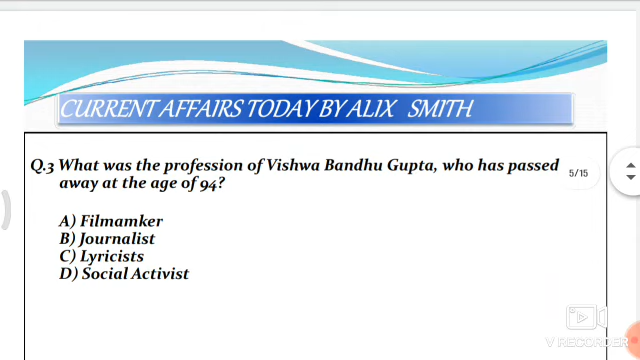 CURRENT AFFAIRS TODAY BY ALIX SMITH
Q.3 What was the profession of Vishwa Bandhu Gupta, who has passed
away at the age of 94?
5/15
A) Filmamker
B) Journalist
C) Lyricists
D) Social Activist
V RECORDER